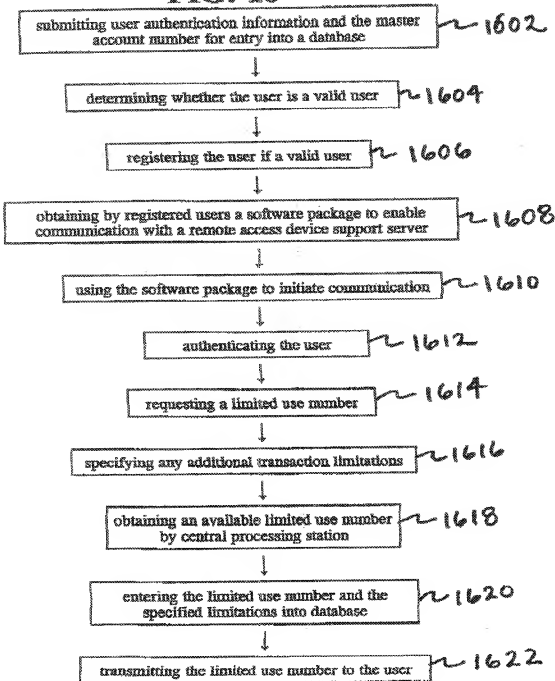 submitting user authentication information and the master
account number for entry into a database
1602
determining whether the user is a valid user
1604
registering the user if a valid user
1606
obtaining by registered users a software package to enable
communication with a remote access device support server
1608
using the software package to initiate communication
1610
authenticating the user
1612
requesting a limited use number
1614
specifying any additional transaction limitations
1616
obtaining an available limited use number
by central processing station
1618
entering the limited use number and the
specified limitations into database
1620
transmitting the limited use number to the user
1622